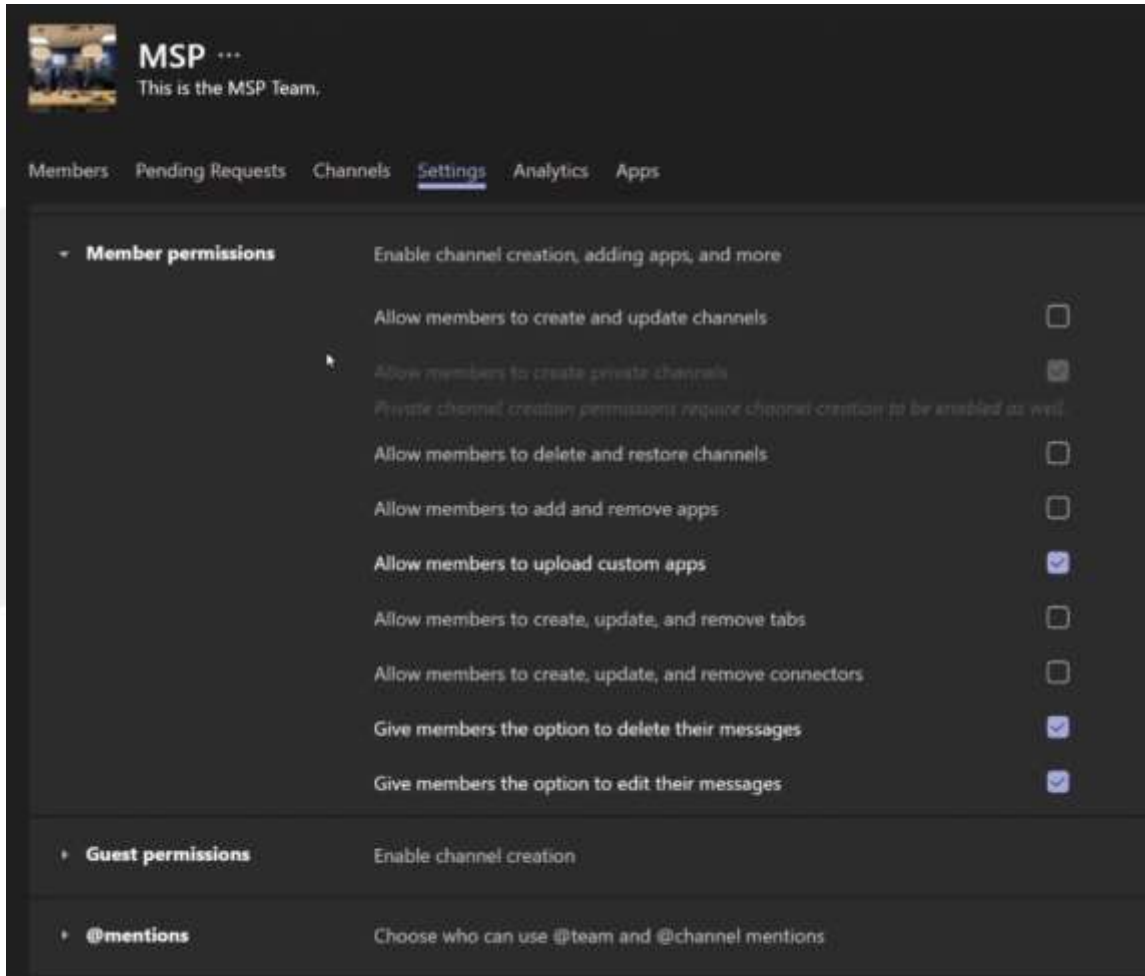 MSP ...
This is the MSP Team.
Members Pending Requests Channels Settings Analytics Apps
Member permissions Enable channel creation, adding apps, and more
Allow members to create and update channels
Allow members to create private channels
Private channel creation permissions require channel creation to be enabled as well.
Allow members to delete and restore channels
Allow members to add and remove apps
Allow members to upload custom apps
Allow members to create, update, and remove tabs
Allow members to create, update, and remove connectors
Give members the option to delete their messages
Give members the option to edit their messages
Guest permissions Enable channel creation
@mentions Choose who can use @team and @channel mentions